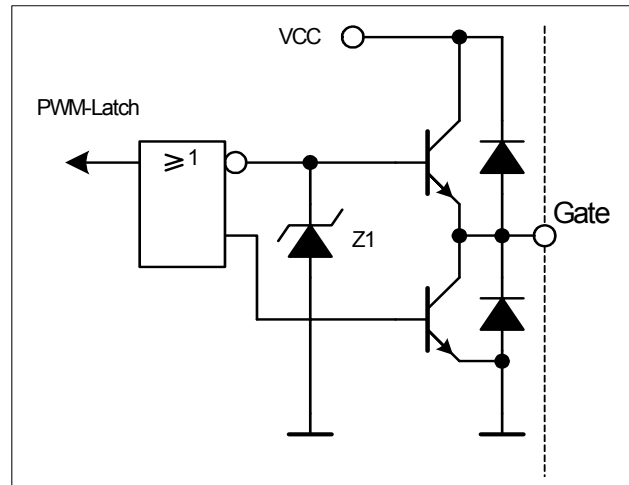 VCC
PWM-Latch
≥1
Gate
Z1